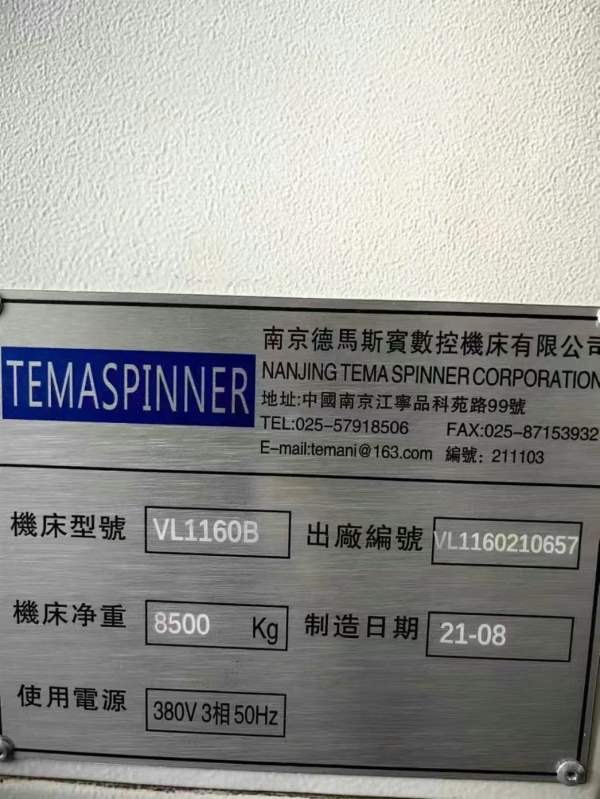 TEMASPINNER
南京德馬斯賓數控機床有限公司
NANJING TEMA SPINNER CORPORATION
地址:中國南京江寧品科苑路99號
TEL:025-57918506 FAX:025-87153932
E-mail:temani@163.com 編號: 211103
機床型號 VL1160B 出廠編號 VL1160210657
機床净重 8500 Kg 制造日期 21-08
使用電源 380V 3相 50Hz